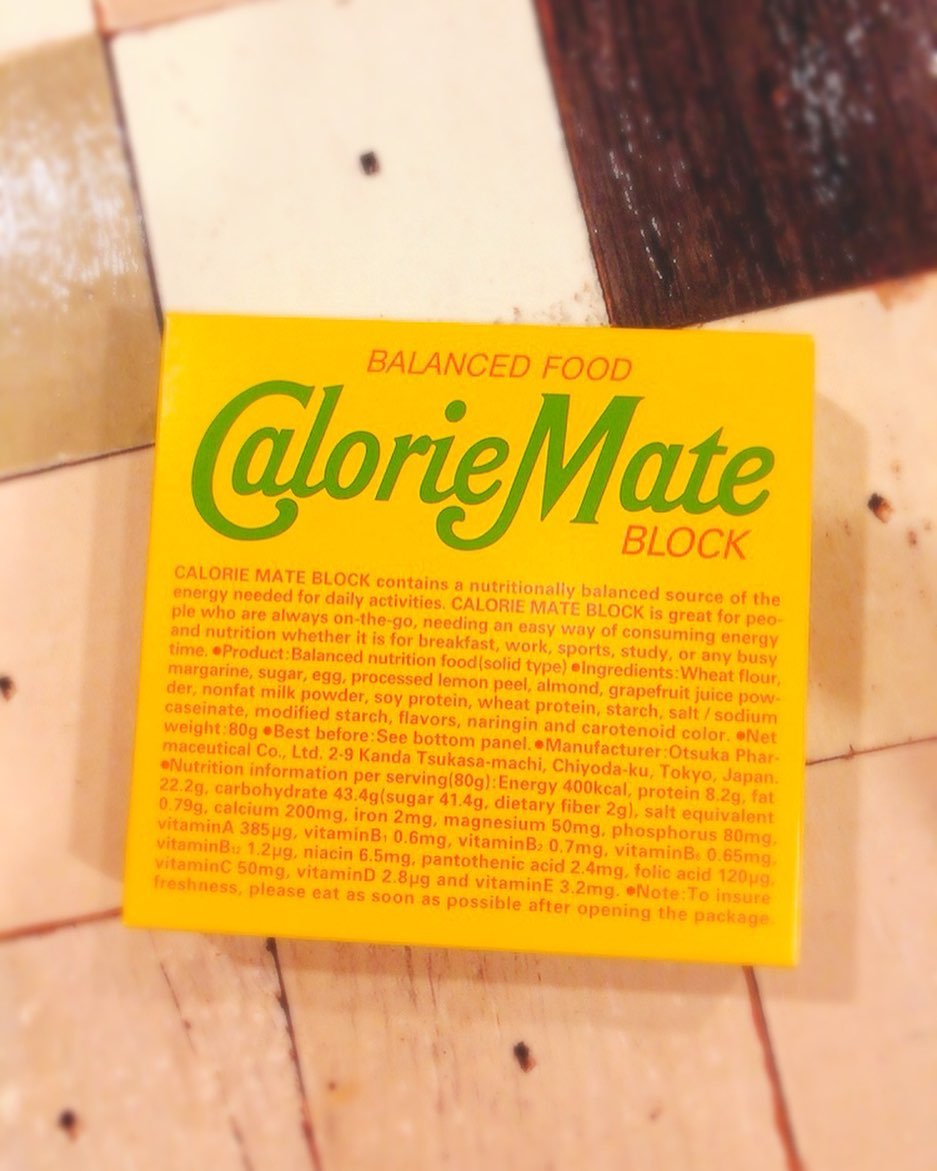 BALANCED FOOD
CalorieMate
BLOCK
CALORIE MATE BLOCK contains a nutritionally balanced source of the
energy needed for daily activities. CALORIE MATE BLOCK is great for peo-
ple who are always on-the-go, needing an easy way of consuming energy
and nutrition whether it is for breakfast, work, sports, study, or any busy
time. ●Product:Balanced nutrition food(solid type) ●Ingredients:Wheat flour,
margarine, sugar, egg, processed lemon peel, almond, grapefruit juice pow-
der, nonfat milk powder, soy protein, wheat protein, starch, salt / sodium
caseinate, modified starch, flavors, naringin and carotenoid color. ●Net
weight:80g ●Best before:See bottom panel. ●Manufacturer:Otsuka Phar-
maceutical Co., Ltd. 2-9 Kanda Tsukasa-machi, Chiyoda-ku, Tokyo, Japan.
●Nutrition information per serving(80g):Energy 400kcal, protein 8.2g, fat
22.2g, carbohydrate 43.4g(sugar 41.4g, dietary fiber 2g), salt equivalent
0.79g, calcium 200mg, iron 2mg, magnesium 50mg, phosphorus 80mg,
vitaminA 385μg, vitaminB₁ 0.6mg, vitaminB₂ 0.7mg, vitaminB₆ 0.65mg,
vitaminB₁₂ 1.2μg, niacin 6.5mg, pantothenic acid 2.4mg, folic acid 120μg,
vitaminC 50mg, vitaminD 2.8μg and vitaminE 3.2mg. ●Note:To insure
freshness, please eat as soon as possible after opening the package.